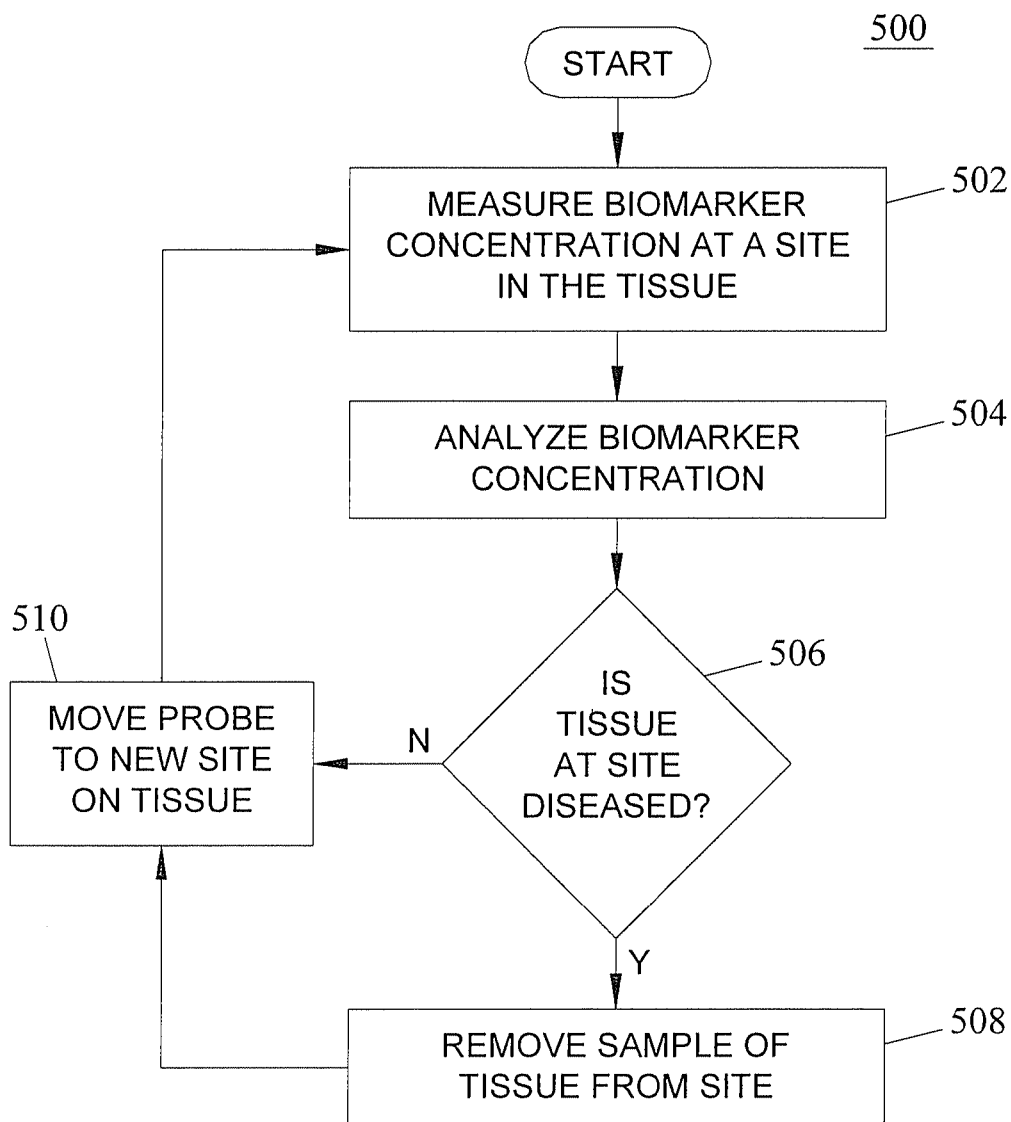 500
START
502
MEASURE BIOMARKER
CONCENTRATION AT A SITE
IN THE TISSUE
504
ANALYZE BIOMARKER
CONCENTRATION
506
IS
TISSUE
AT SITE
DISEASED?
N
510
MOVE PROBE
TO NEW SITE
ON TISSUE
Y
508
REMOVE SAMPLE OF
TISSUE FROM SITE